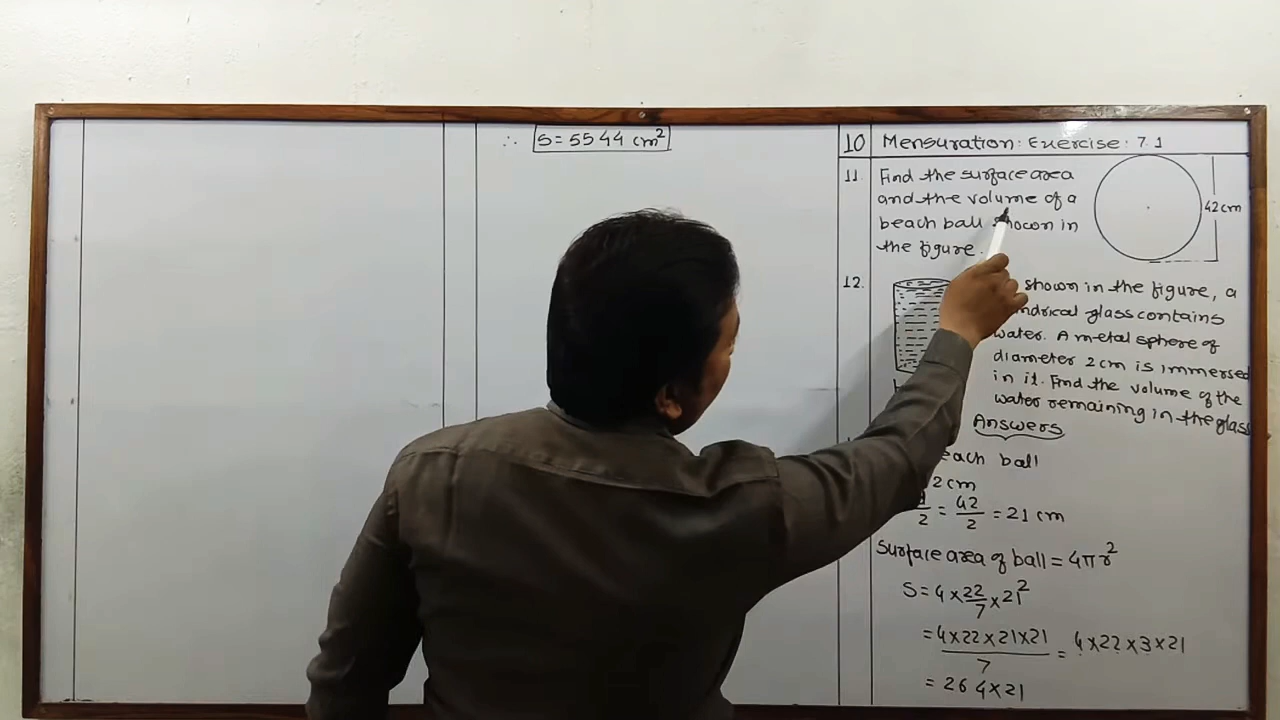 ∴ S = 5544 cm²
10 Mensuration: Exercise: 7.1
11. Find the surface area
and the volume of a
beach ball shown in
the figure.
42 cm
12.
shown in the figure, a
glass contains
water. A metal sphere of
diameter 2 cm is immersed
in it. Find the volume of the
water remaining in the glass
Answers
ball
2 cm
2 = 42/2 = 21 cm
Surface area of ball = 4πr²
S = 4 × 22/7 × 21²
= 4×22×21×21/7 = 4×22×3×21
= 264×21